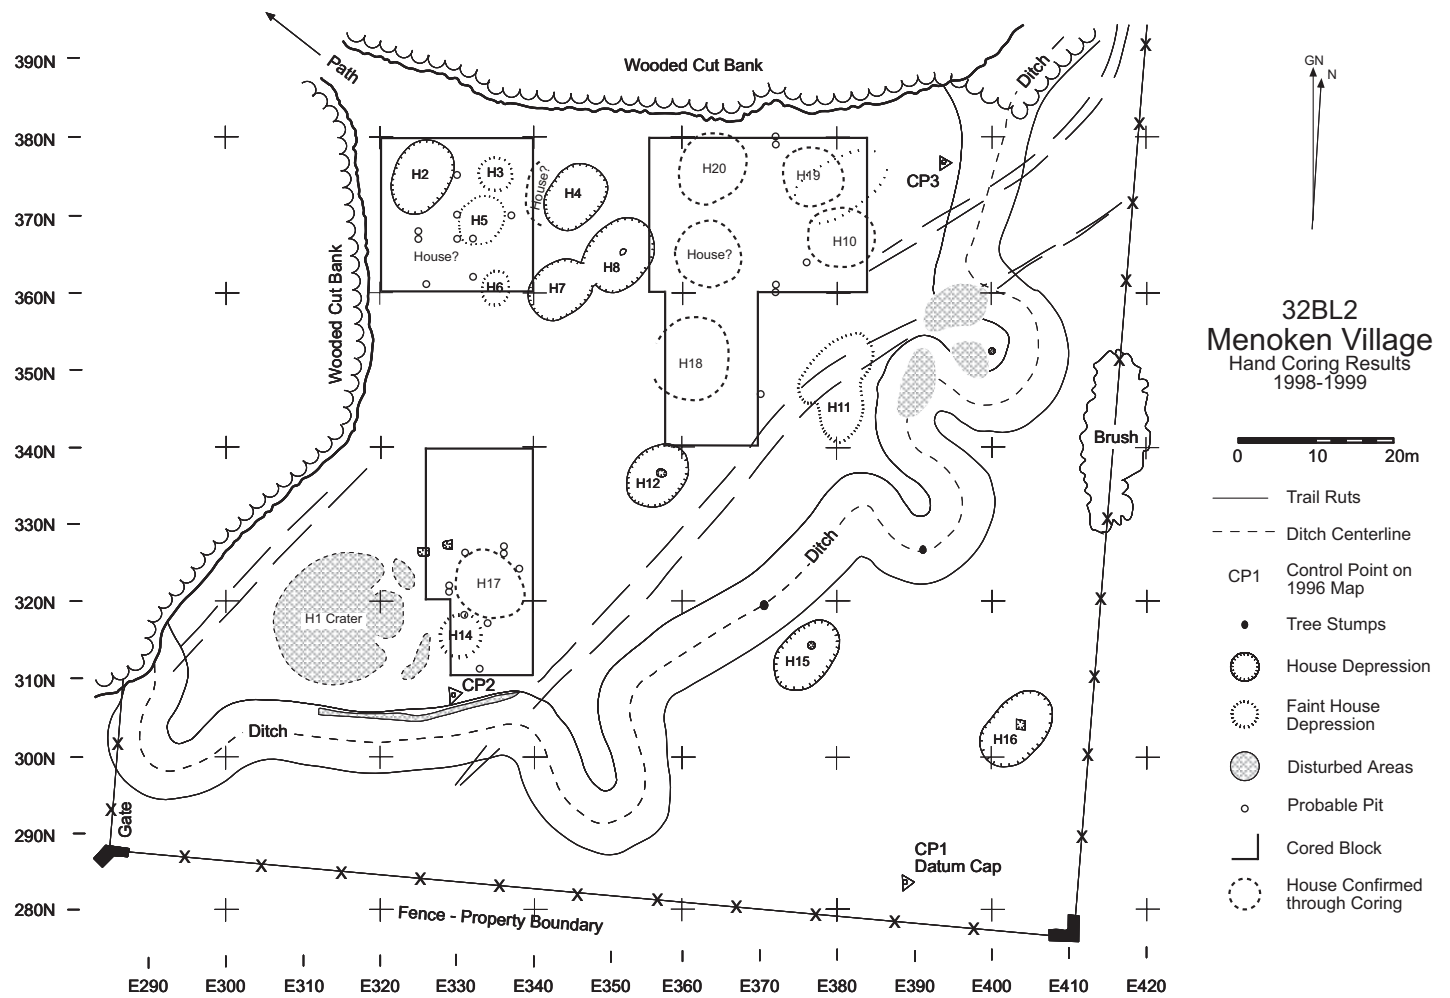 390N
380N
370N
360N
350N
340N
330N
320N
310N
300N
290N
280N
E290
E300
E310
E320
E330
E340
E350
E360
E370
E380
E390
E400
E410
E420
Path
Wooded Cut Bank
Ditch
Wooded Cut Bank
H2
H3
House?
H4
H5
House?
H6
H7
H8
H20
H19
House?
H10
CP3
H18
H11
H12
Brush
Ditch
H17
H1 Crater
H14
CP2
H15
H16
Ditch
Gate
CP1
Datum Cap
Fence - Property Boundary
X X X X X X X X X X X X X X X X X X X X X X X
GN
N
32BL2
Menoken Village
Hand Coring Results
1998-1999
0 10 20m
Trail Ruts
Ditch Centerline
CP1 Control Point on
1996 Map
Tree Stumps
House Depression
Faint House
Depression
Disturbed Areas
Probable Pit
Cored Block
House Confirmed
through Coring